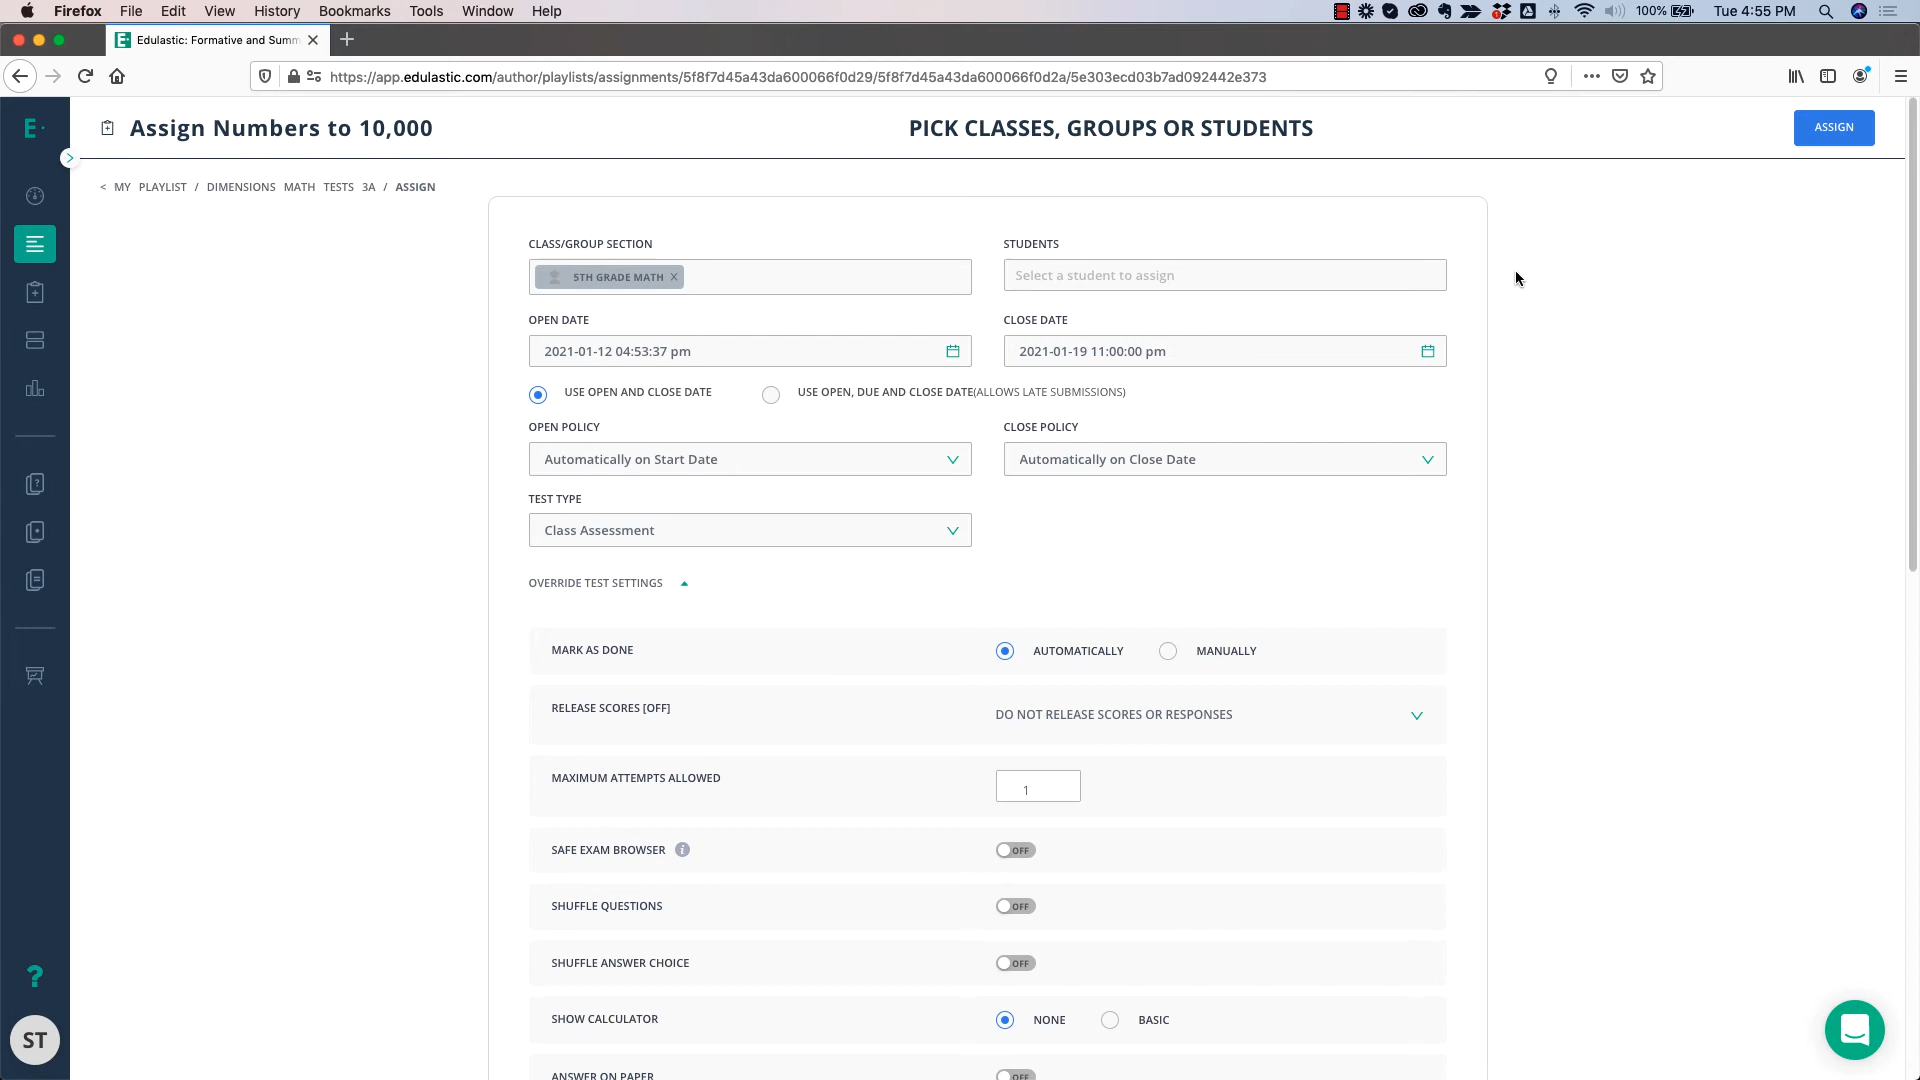 Firefox File Edit View History Bookmarks Tools Window Help 100% Tue 4:55 PM
Edulastic: Formative and Summ
https://app.edulastic.com/author/playlists/assignments/5f8f7d45a43da600066f0d29/5f8f7d45a43da600066f0d2a/5e303ecd03b7ad092442e373
E
Assign Numbers to 10,000
PICK CLASSES, GROUPS OR STUDENTS
ASSIGN
< MY PLAYLIST / DIMENSIONS MATH TESTS 3A / ASSIGN
CLASS/GROUP SECTION STUDENTS
5TH GRADE MATH Select a student to assign
OPEN DATE CLOSE DATE
2021-01-12 04:53:37 pm 2021-01-19 11:00:00 pm
USE OPEN AND CLOSE DATE USE OPEN, DUE AND CLOSE DATE(ALLOWS LATE SUBMISSIONS)
OPEN POLICY CLOSE POLICY
Automatically on Start Date Automatically on Close Date
TEST TYPE
Class Assessment
OVERRIDE TEST SETTINGS
MARK AS DONE AUTOMATICALLY MANUALLY
RELEASE SCORES [OFF] DO NOT RELEASE SCORES OR RESPONSES
MAXIMUM ATTEMPTS ALLOWED 1
SAFE EXAM BROWSER i OFF
SHUFFLE QUESTIONS OFF
SHUFFLE ANSWER CHOICE OFF
SHOW CALCULATOR NONE BASIC
ANSWER ON PAPER OFF
?
ST